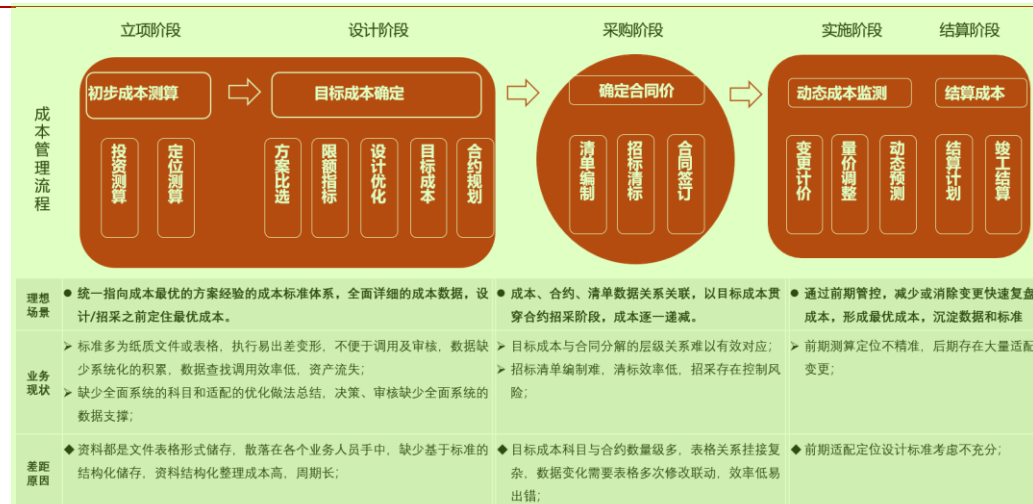 立项阶段
设计阶段
采购阶段
实施阶段
结算阶段
成本管理流程
初步成本测算
目标成本确定
确定合同价
动态成本监测
结算成本
投资测算
定位测算
方案比选
限额指标
设计优化
目标成本
合约规划
清单编制
招标清标
合同签订
变更计价
量价调整
动态预测
结算计划
竣工结算
理想
场景
● 统一指向成本最优的方案经验的成本标准体系，全面详细的成本数据，设
计/招采之前定住最优成本。
● 成本、合约、清单数据关系关联，以目标成本贯
穿合约招采阶段，成本逐一递减。
● 通过前期管控，减少或消除变更快速复盘
成本，形成最优成本，沉淀数据和标准
业务
现状
➢ 标准多为纸质文件或表格，执行易出差变形，不便于调用及审核，数据缺
少系统化的积累，数据查找调用效率低，资产流失；
➢ 缺少全面系统的科目和适配的优化做法总结，决策、审核缺少全面系统的
数据支撑；
➢ 目标成本与合同分解的层级关系难以有效对应；
➢ 招标清单编制难，清标效率低，招采存在控制风
险；
➢ 前期测算定位不精准，后期存在大量适配
变更；
差距
原因
◆ 资料都是文件表格形式储存，散落在各个业务人员手中，缺少基于标准的
结构化储存，资料结构化整理成本高，周期长；
◆ 目标成本科目与合约数量级多，表格关系挂接复
杂，数据变化需要表格多次修改联动，效率低易
出错；
◆ 前期适配定位设计标准考虑不充分；